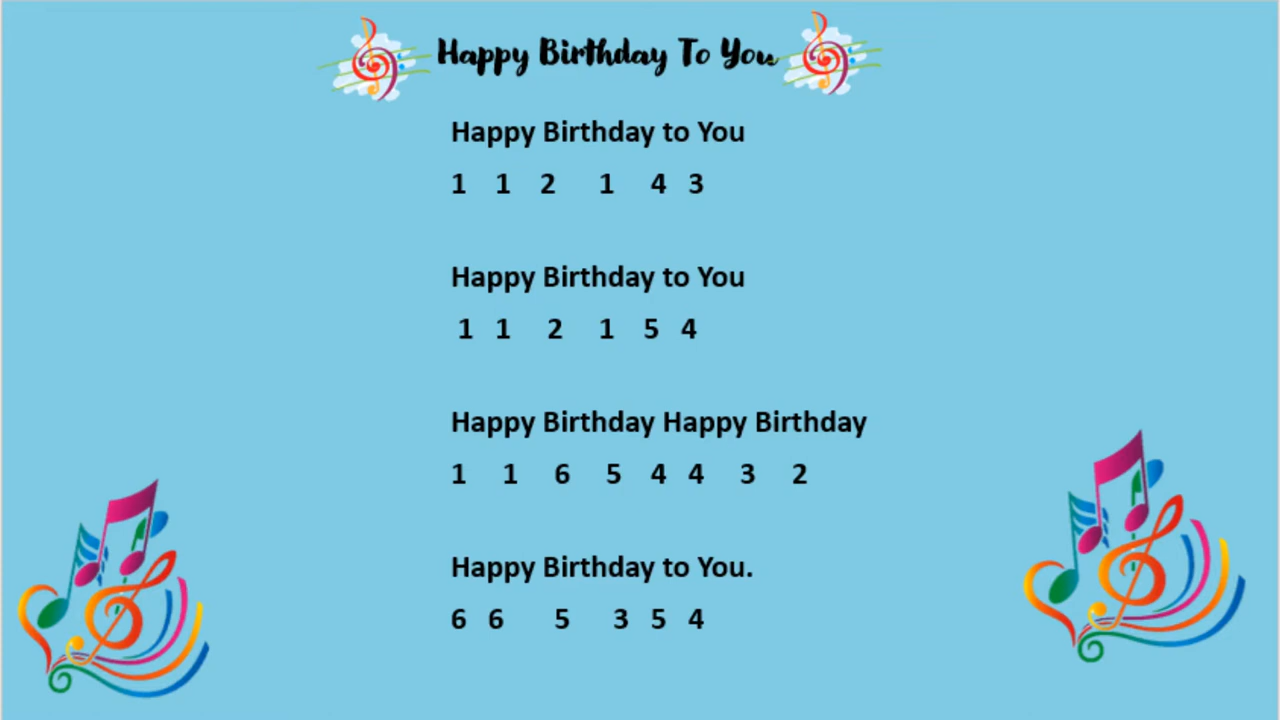 Happy Birthday To You
Happy Birthday to You
1 1 2 1 4 3
Happy Birthday to You
1 1 2 1 5 4
Happy Birthday Happy Birthday
1 1 6 5 4 4 3 2
Happy Birthday to You.
6 6 5 3 5 4